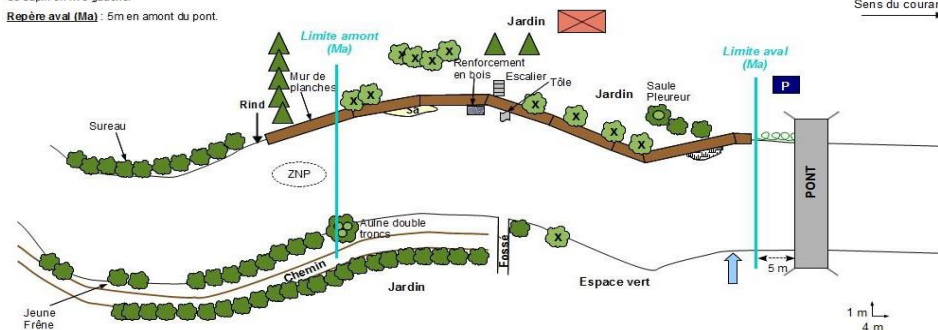 Repère aval (Ma) : 5m en amont du pont.
Sens du couran
Jardin
Limite amont
(Ma)
Limite aval
(Ma)
P
Renforcement
en bois
Escalier
Tôle
Mur de
planches
Jardin
Saule
Pleureur
Rind
Sa
Sureau
ZNP
PONT
Aulne double
troncs
Fossé
Chemin
Jardin
Espace vert
5 m
Jeune
Frêne
1 m
4 m
x
x
x
x
x
x
x
x
x
x
x
x